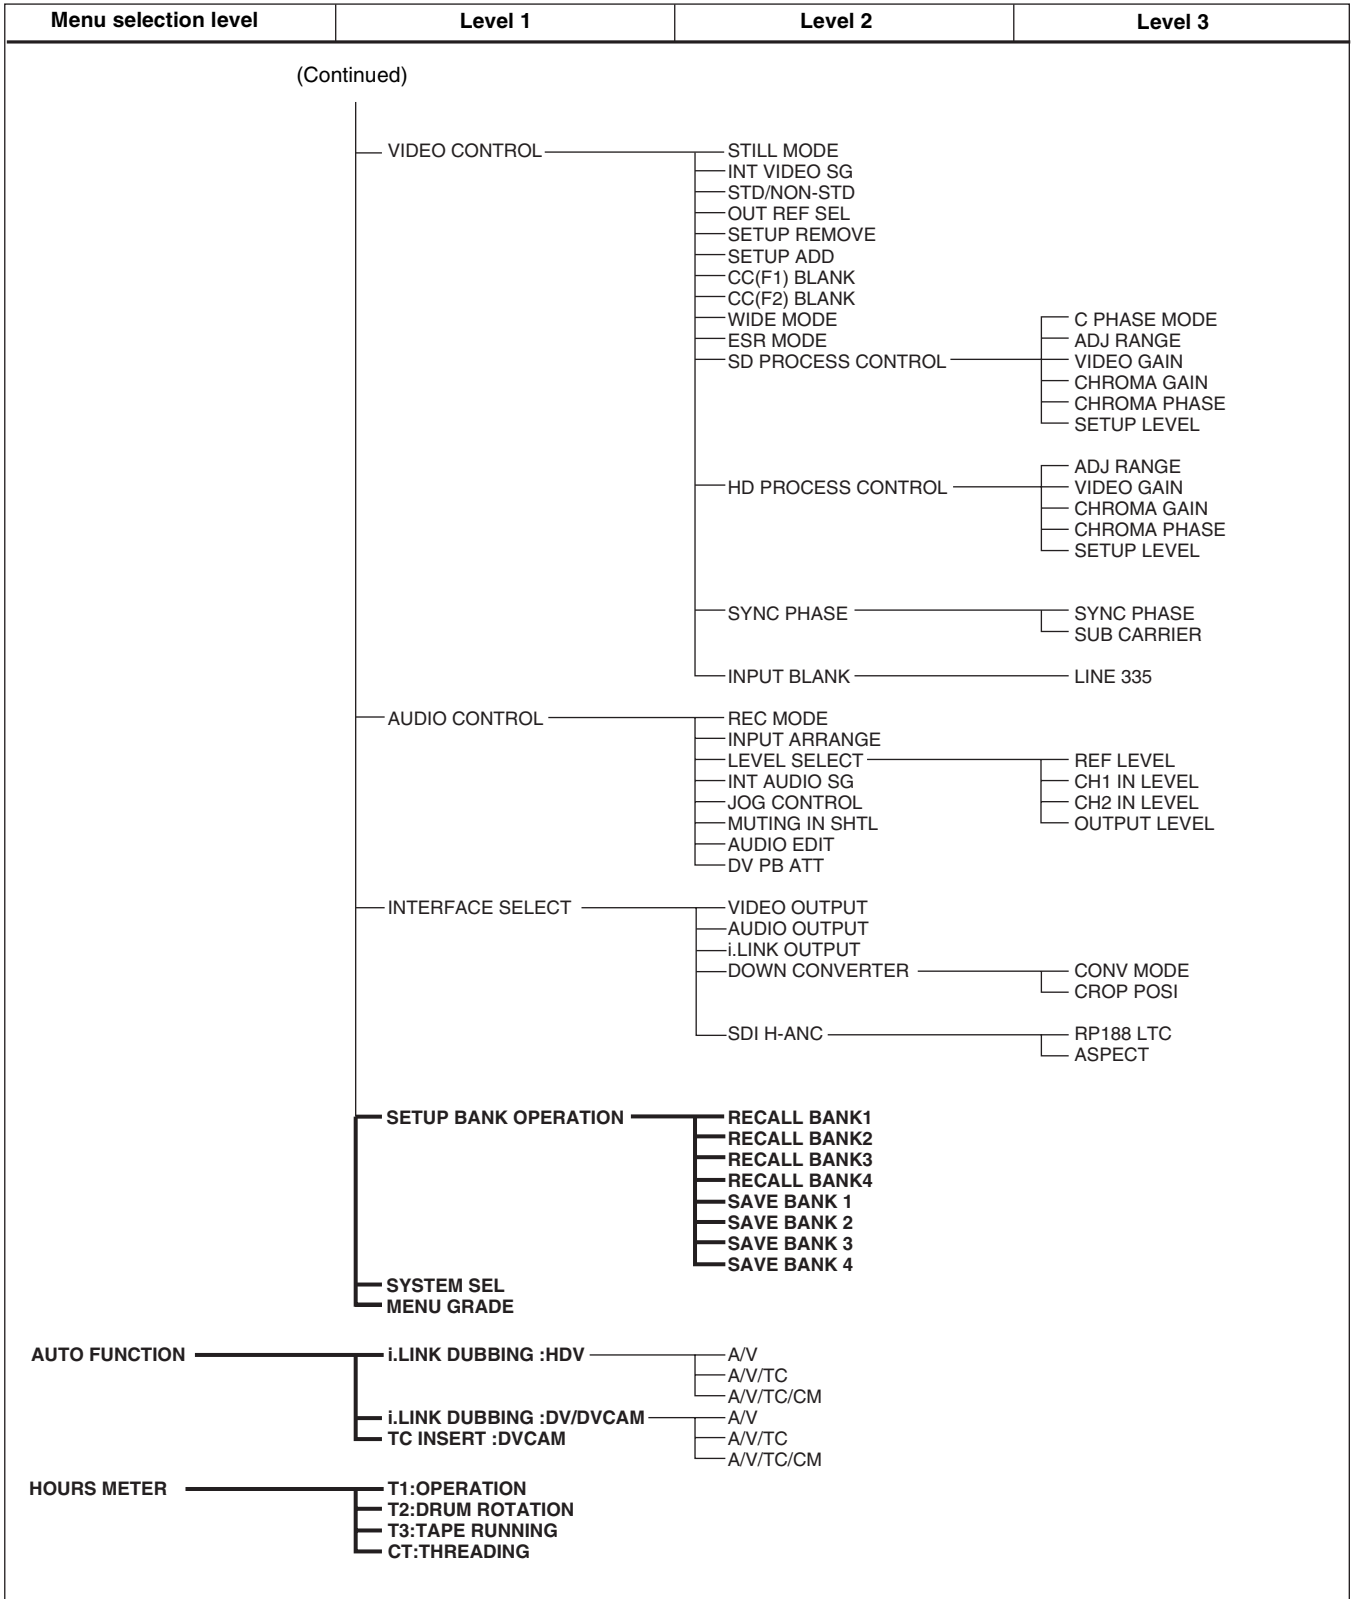 Menu selection level Level 1 Level 2 Level 3
(Continued)
VIDEO CONTROL STILL MODE
INT VIDEO SG
STD/NON-STD
OUT REF SEL
SETUP REMOVE
SETUP ADD
CC(F1) BLANK
CC(F2) BLANK
WIDE MODE C PHASE MODE
ESR MODE ADJ RANGE
SD PROCESS CONTROL VIDEO GAIN
CHROMA GAIN
CHROMA PHASE
SETUP LEVEL
ADJ RANGE
HD PROCESS CONTROL VIDEO GAIN
CHROMA GAIN
CHROMA PHASE
SETUP LEVEL
SYNC PHASE SYNC PHASE
SUB CARRIER
INPUT BLANK LINE 335
AUDIO CONTROL REC MODE
INPUT ARRANGE
LEVEL SELECT REF LEVEL
INT AUDIO SG CH1 IN LEVEL
JOG CONTROL CH2 IN LEVEL
MUTING IN SHTL OUTPUT LEVEL
AUDIO EDIT
DV PB ATT
INTERFACE SELECT VIDEO OUTPUT
AUDIO OUTPUT
i.LINK OUTPUT
DOWN CONVERTER CONV MODE
CROP POSI
SDI H-ANC RP188 LTC
ASPECT
SETUP BANK OPERATION RECALL BANK1
RECALL BANK2
RECALL BANK3
RECALL BANK4
SAVE BANK 1
SAVE BANK 2
SAVE BANK 3
SAVE BANK 4
SYSTEM SEL
MENU GRADE
AUTO FUNCTION i.LINK DUBBING :HDV A/V
A/V/TC
A/V/TC/CM
i.LINK DUBBING :DV/DVCAM A/V
TC INSERT :DVCAM A/V/TC
A/V/TC/CM
HOURS METER T1:OPERATION
T2:DRUM ROTATION
T3:TAPE RUNNING
CT:THREADING